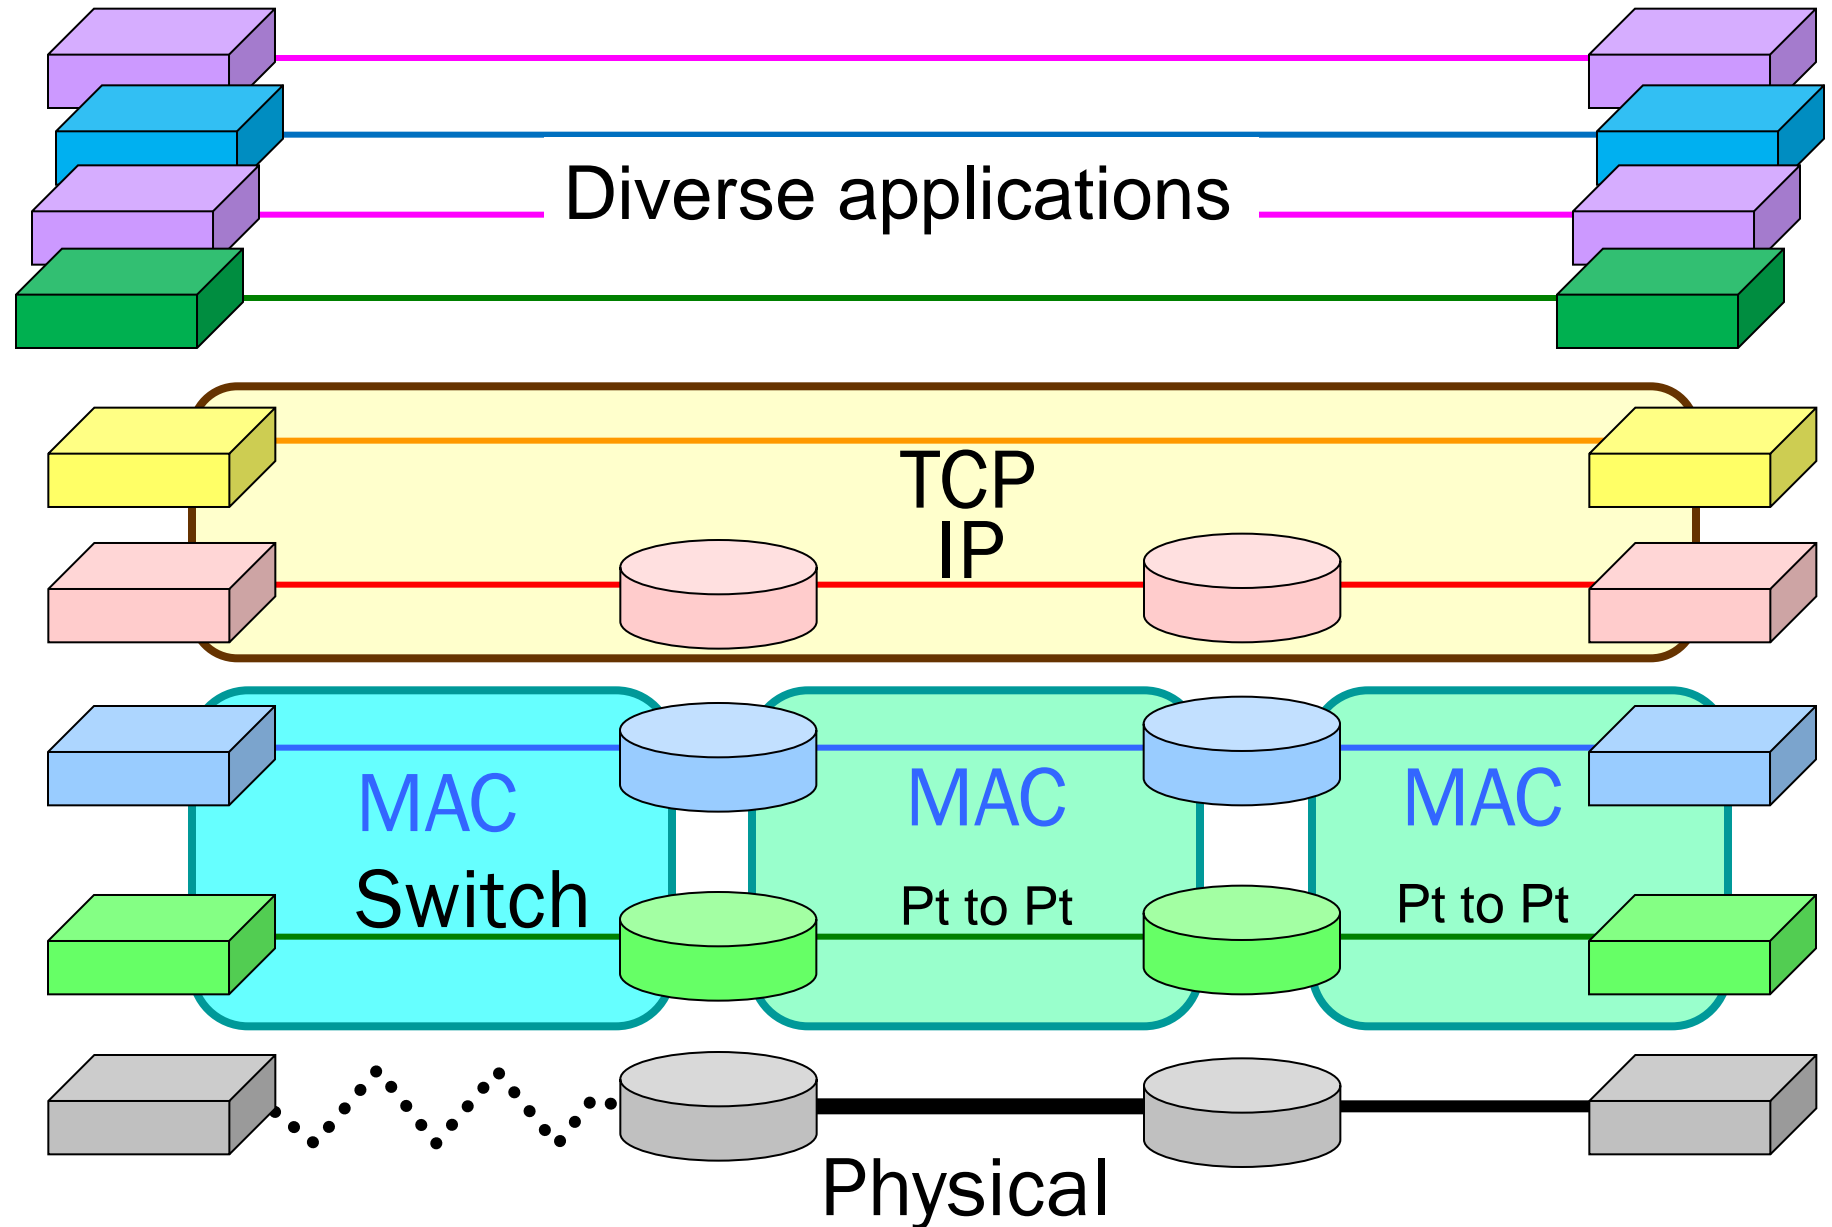 Diverse applications
TCP
IP
MAC
MAC
MAC
Switch
Pt to Pt
Pt to Pt
Physical